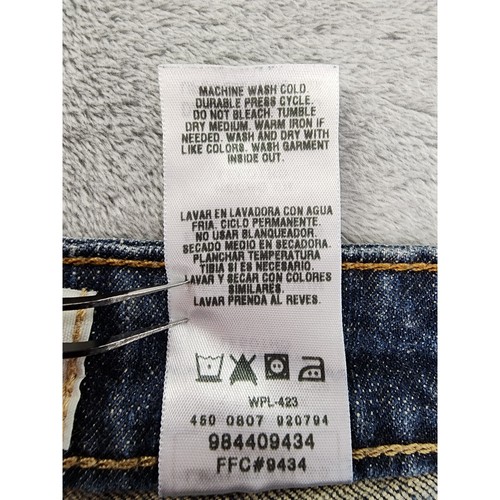 MACHINE WASH COLD.
DURABLE PRESS CYCLE.
DO NOT BLEACH. TUMBLE
DRY MEDIUM. WARM IRON IF
NEEDED. WASH AND DRY WITH
LIKE COLORS. WASH GARMENT
INSIDE OUT.
LAVAR EN LAVADORA CON AGUA
FRIA. CICLO PERMANENTE.
NO USAR BLANQUEADOR.
SECADO MEDIO EN SECADORA.
PLANCHAR TEMPERATURA
TIBIA SI ES NECESARIO.
LAVAR Y SECAR CON COLORES
SIMILARES.
LAVAR PRENDA AL REVES.
WPL-423
460 0807 920794
984409434
FFC#9434